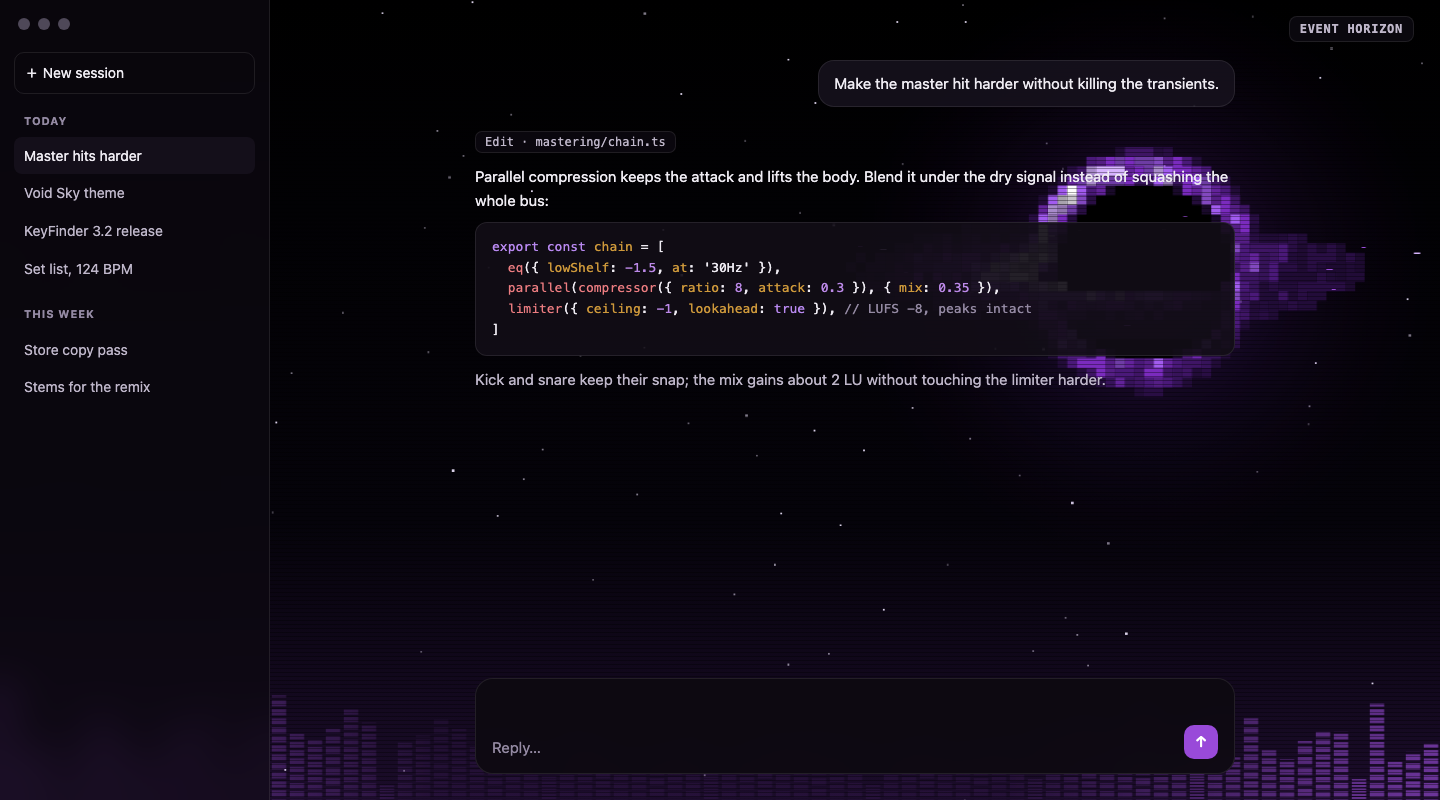 + New session
TODAY
Master hits harder
Void Sky theme
KeyFinder 3.2 release
Set list, 124 BPM
THIS WEEK
Store copy pass
Stems for the remix
EVENT HORIZON
Make the master hit harder without killing the transients.
Edit · mastering/chain.ts
Parallel compression keeps the attack and lifts the body. Blend it under the dry signal instead of squashing the
whole bus:
export const chain = [
  eq({ lowShelf: -1.5, at: '30Hz' }),
  parallel(compressor({ ratio: 8, attack: 0.3 }), { mix: 0.35 }),
  limiter({ ceiling: -1, lookahead: true }), // LUFS -8, peaks intact
]
Kick and snare keep their snap; the mix gains about 2 LU without touching the limiter harder.
Reply...